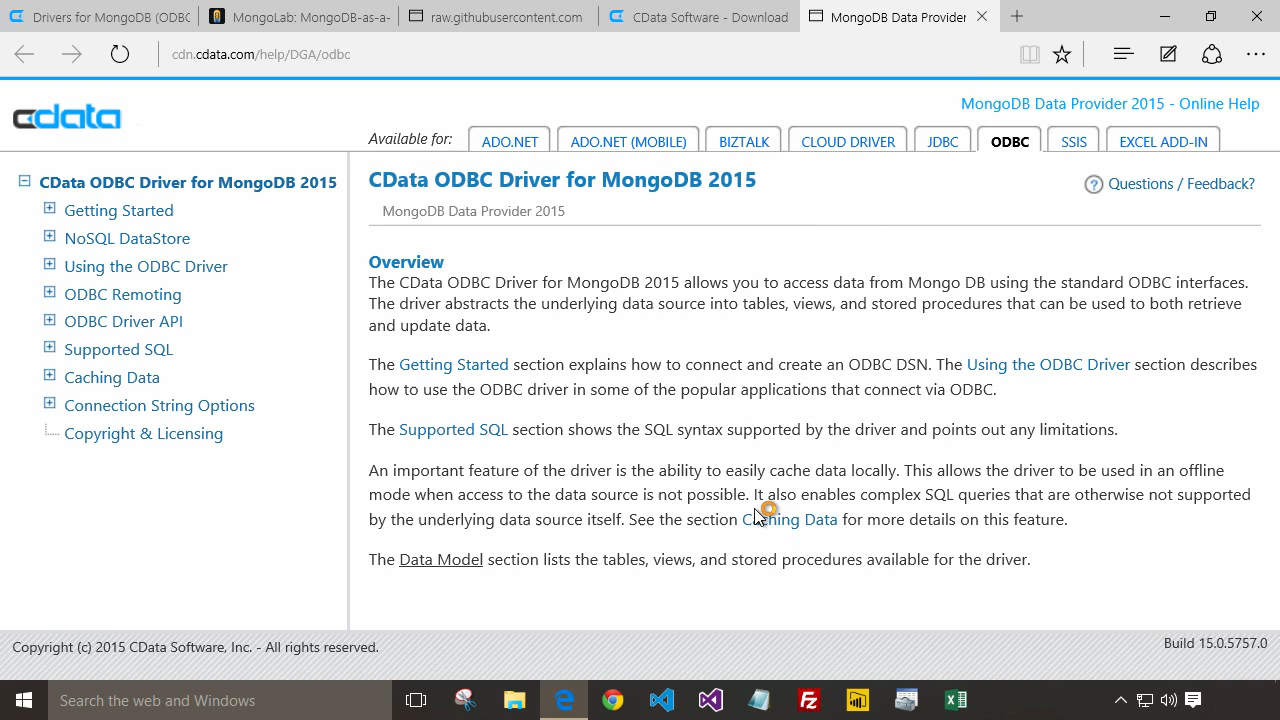 Drivers for MongoDB (ODBC
MongoLab: MongoDB-as-a-
raw.githubusercontent.com
CData Software - Download
MongoDB Data Provider
cdn.cdata.com/help/DGA/odbc
cdata
MongoDB Data Provider 2015 - Online Help
Available for:
ADO.NET
ADO.NET (MOBILE)
BIZTALK
CLOUD DRIVER
JDBC
ODBC
SSIS
EXCEL ADD-IN
CData ODBC Driver for MongoDB 2015
Getting Started
NoSQL DataStore
Using the ODBC Driver
ODBC Remoting
ODBC Driver API
Supported SQL
Caching Data
Connection String Options
Copyright & Licensing
CData ODBC Driver for MongoDB 2015
Questions / Feedback?
MongoDB Data Provider 2015
Overview
The CData ODBC Driver for MongoDB 2015 allows you to access data from Mongo DB using the standard ODBC interfaces.
The driver abstracts the underlying data source into tables, views, and stored procedures that can be used to both retrieve
and update data.
The Getting Started section explains how to connect and create an ODBC DSN. The Using the ODBC Driver section describes
how to use the ODBC driver in some of the popular applications that connect via ODBC.
The Supported SQL section shows the SQL syntax supported by the driver and points out any limitations.
An important feature of the driver is the ability to easily cache data locally. This allows the driver to be used in an offline
mode when access to the data source is not possible. It also enables complex SQL queries that are otherwise not supported
by the underlying data source itself. See the section Caching Data for more details on this feature.
The Data Model section lists the tables, views, and stored procedures available for the driver.
Copyright (c) 2015 CData Software, Inc. - All rights reserved.
Build 15.0.5757.0
Search the web and Windows